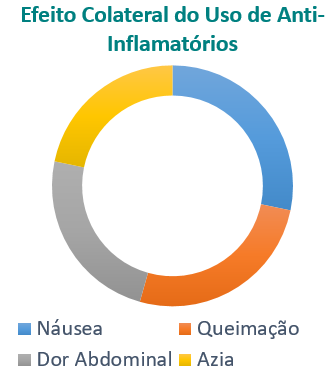 Efeito Colateral do Uso de Anti-
Inflamatórios
Náusea
Queimação
Dor Abdominal
Azia